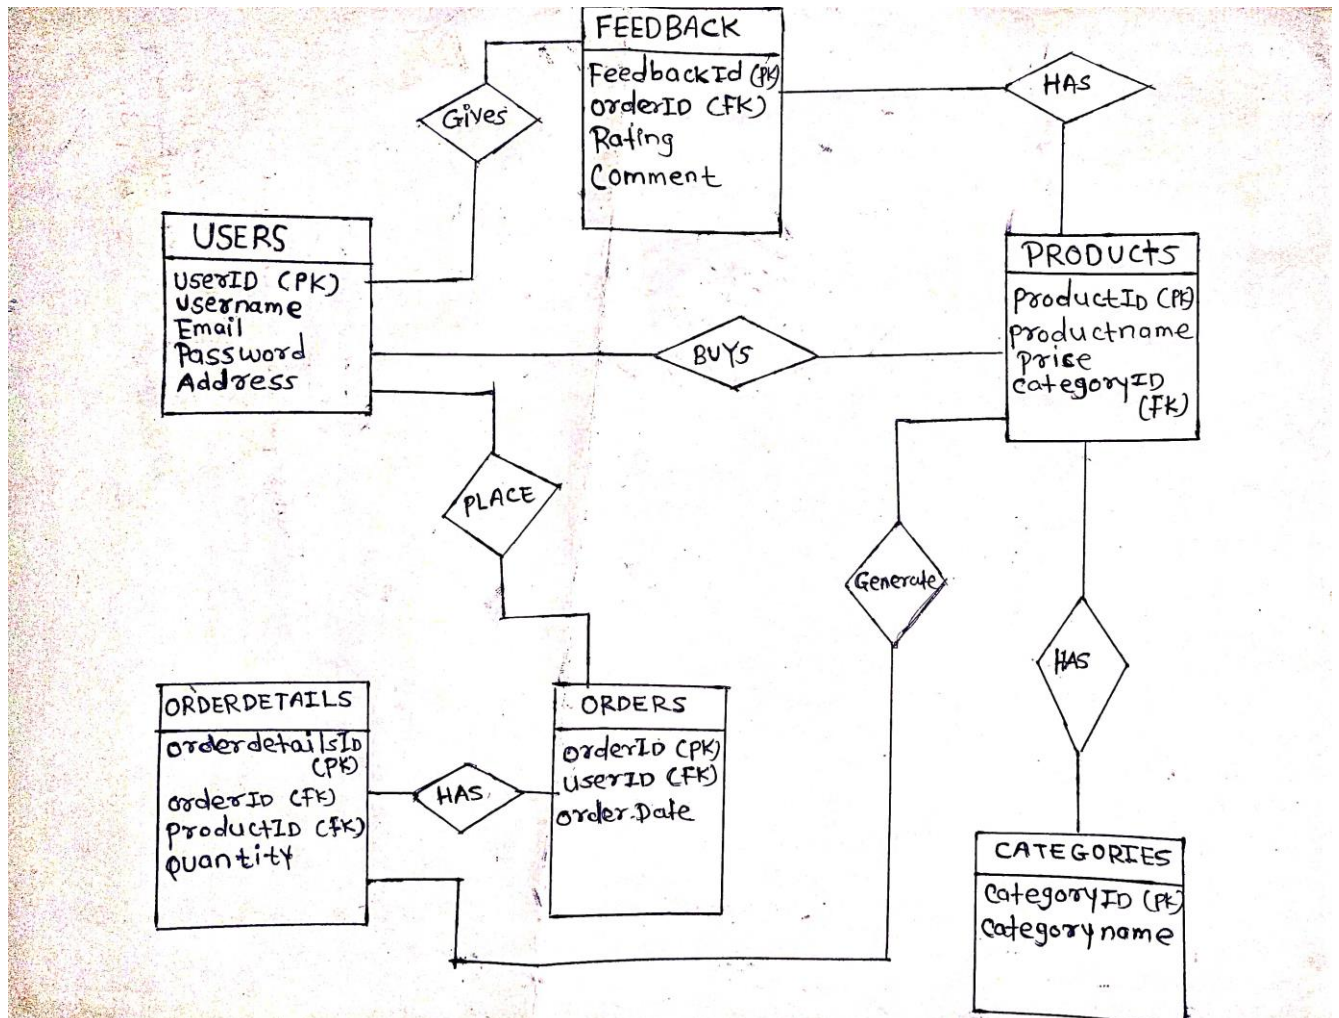 FEEDBACK
FeedbackId (PK)
orderID (FK)
Rating
Comment
Gives
HAS
USERS
userID (PK)
username
Email
Password
Address
BUYS
PRODUCTS
productID (PK)
productname
price
categoryID
(FK)
PLACE
Generate
HAS
ORDERDETAILS
orderdetailsID
(PK)
orderID (FK)
productID (FK)
quantity
HAS
ORDERS
orderID (PK)
userID (FK)
order.Date
CATEGORIES
categoryID (PK)
categoryname